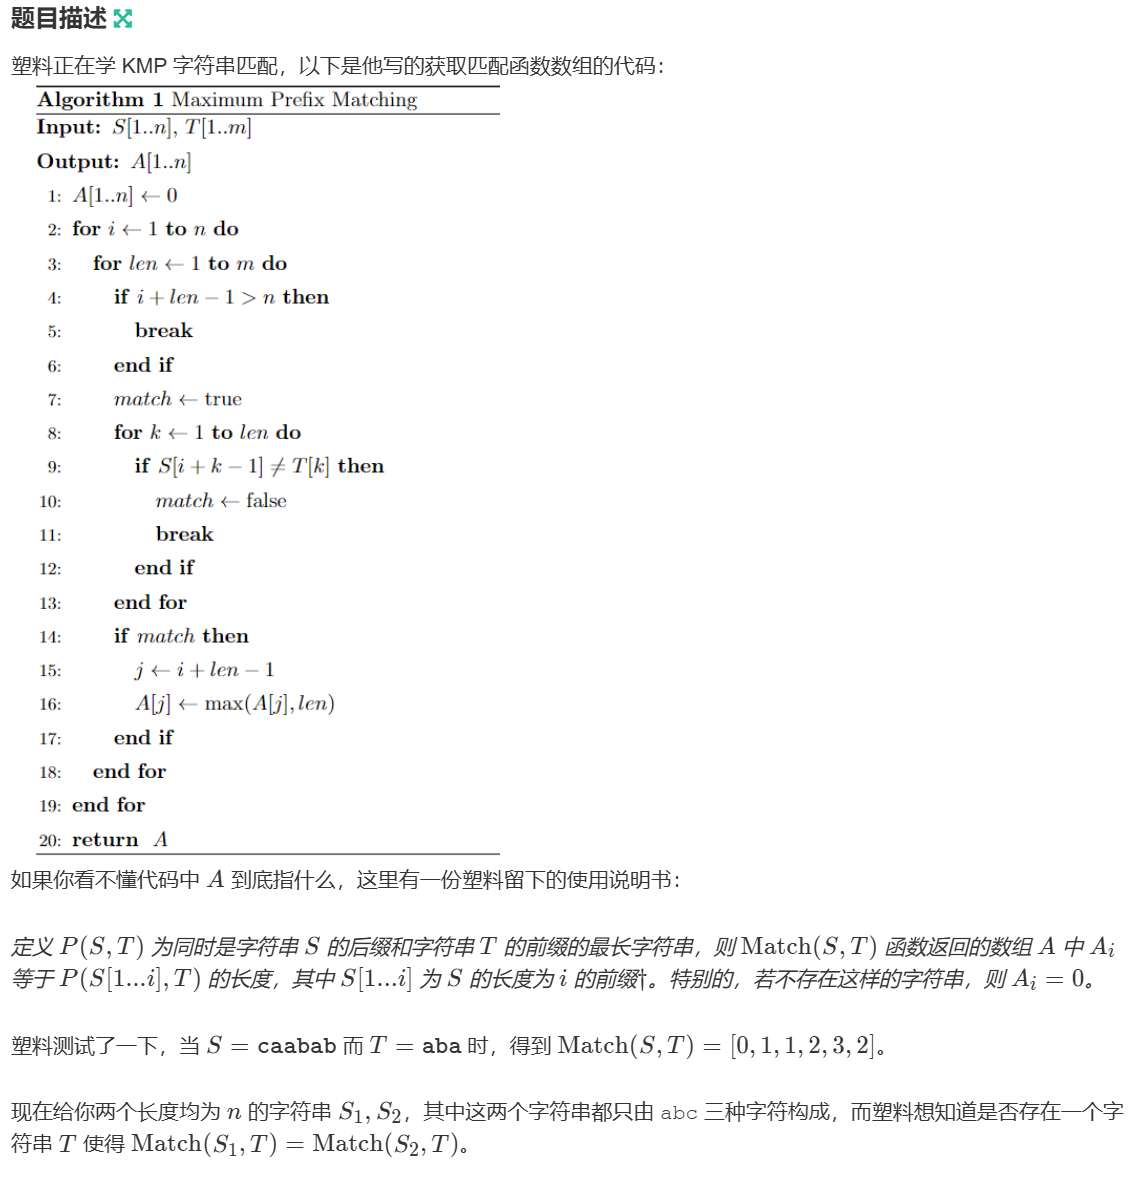 题目描述
塑料正在学 KMP 字符串匹配，以下是他写的获取匹配函数数组的代码：
Algorithm 1 Maximum Prefix Matching
Input: S[1..n], T[1..m]
Output: A[1..n]
1: A[1..n] ← 0
2: for i ← 1 to n do
3: for len ← 1 to m do
4: if i + len − 1 > n then
5: break
6: end if
7: match ← true
8: for k ← 1 to len do
9: if S[i + k − 1] ≠ T[k] then
10: match ← false
11: break
12: end if
13: end for
14: if match then
15: j ← i + len − 1
16: A[j] ← max(A[j], len)
17: end if
18: end for
19: end for
20: return A
如果你看不懂代码中 A 到底指什么，这里有一份塑料留下的使用说明书：
定义 P(S, T) 为同时是字符串 S 的后缀和字符串 T 的前缀的最长字符串，则 Match(S, T) 函数返回的数组 A 中 A_i
等于 P(S[1...i], T) 的长度，其中 S[1...i] 为 S 的长度为 i 的前缀†。特别的，若不存在这样的字符串，则 A_i = 0。
塑料测试了一下，当 S = caabab 而 T = aba 时，得到 Match(S, T) = [0, 1, 1, 2, 3, 2]。
现在给你两个长度均为 n 的字符串 S_1, S_2，其中这两个字符串都只由 abc 三种字符构成，而塑料想知道是否存在一个字
符串 T 使得 Match(S_1, T) = Match(S_2, T)。